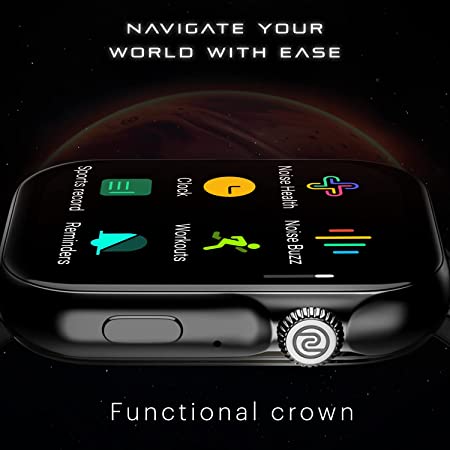 NAVIGATE YOUR
WORLD WITH EASE
Sports record
Clock
Noise Health
Reminders
Workouts
Noise Buzz
Functional crown